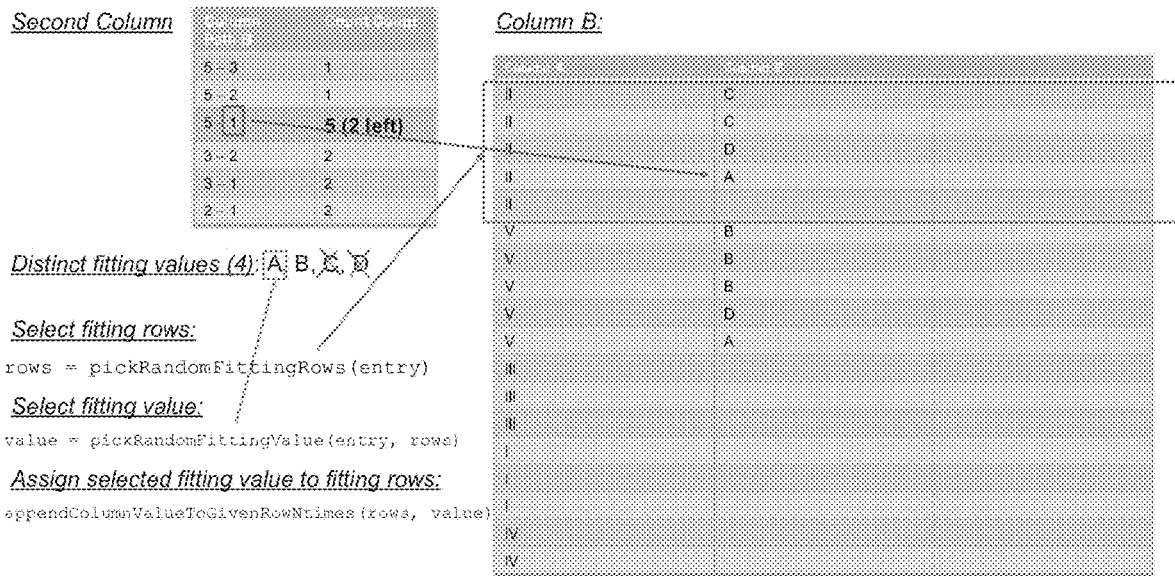 Second Column
Column B:
5 – 3 1
5 – 2 1
5 – 1 5 (2 left)
3 – 2 2
3 – 1 2
2 – 1 2
Distinct fitting values (4): A, B, C, D
Select fitting rows:
rows = pickRandomFittingRows(entry)
Select fitting value:
value = pickRandomFittingValue(entry, rows)
Assign selected fitting value to fitting rows:
appendColumnValueToGivenRowNtimes(rows, value)
II C
II C
II D
II A
II
V B
V B
V B
V D
V A
III
III
III
I
I
I
IV
IV